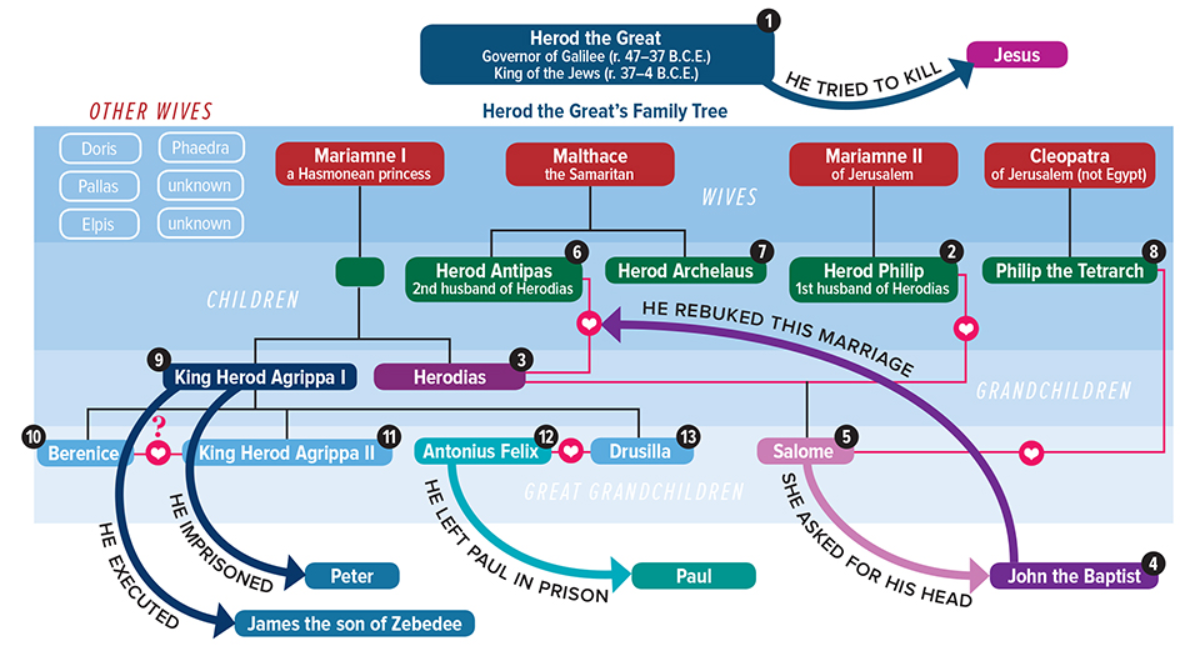 1
Herod the Great
Governor of Galilee (r. 47–37 B.C.E.)
King of the Jews (r. 37–4 B.C.E.)
HE TRIED TO KILL
Jesus
Herod the Great's Family Tree
OTHER WIVES
Doris
Phaedra
Pallas
unknown
Elpis
unknown
Mariamne I
a Hasmonean princess
Malthace
the Samaritan
Mariamne II
of Jerusalem
Cleopatra
of Jerusalem (not Egypt)
WIVES
CHILDREN
6
Herod Antipas
2nd husband of Herodias
7
Herod Archelaus
2
Herod Philip
1st husband of Herodias
8
Philip the Tetrarch
HE REBUKED THIS MARRIAGE
9
King Herod Agrippa I
3
Herodias
GRANDCHILDREN
10
Berenice
?
King Herod Agrippa II
11
Antonius Felix
12
Drusilla
13
Salome
5
GREAT GRANDCHILDREN
HE EXECUTED
HE IMPRISONED
HE LEFT PAUL IN PRISON
SHE ASKED FOR HIS HEAD
Peter
Paul
John the Baptist
4
James the son of Zebedee